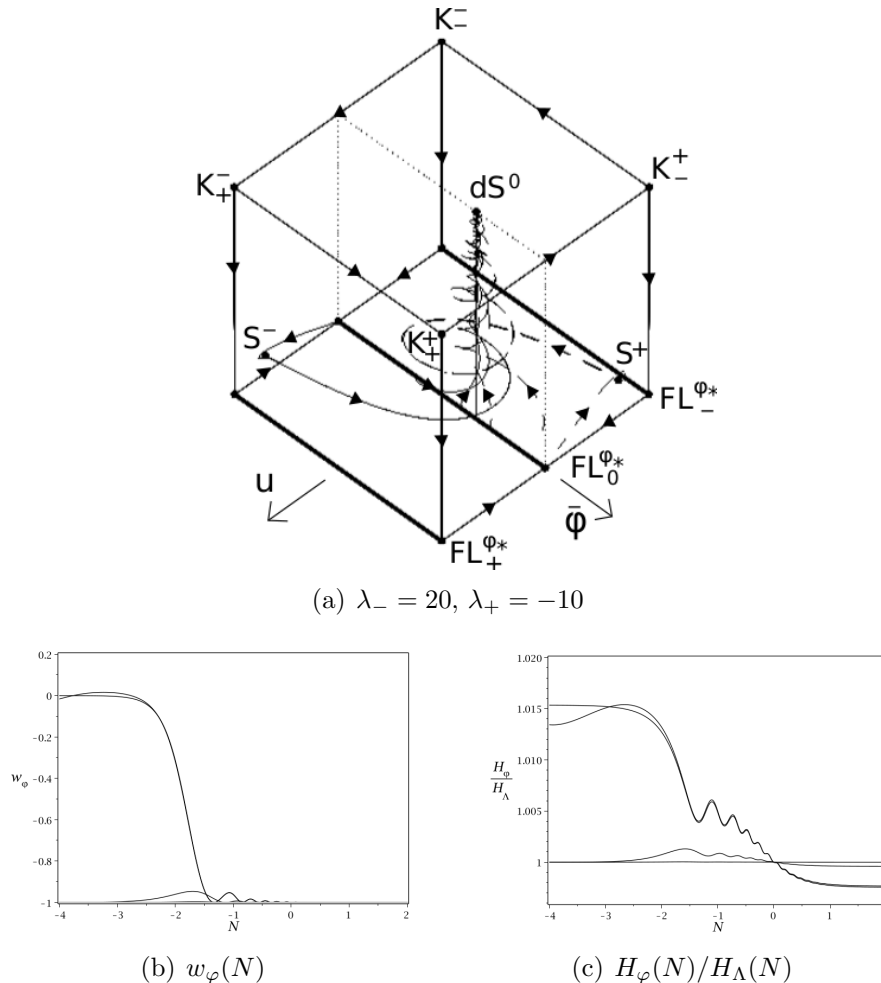 K₋⁻
K₊⁻
K₋⁺
dS⁰
S⁻
K₊⁺
S⁺
FL₋^φ*
FL₀^φ*
u
φ̄
FL₊^φ*
(a) λ₋ = 20, λ₊ = −10
0.2
0
-0.2
-0.4
w_φ
-0.6
-0.8
-1
-4 -3 -2 -1 0 1 2
N
(b) w_φ(N)
1.020
1.015
1.010
H_φ
H_Λ
1.005
1
-4 -3 -2 -1 0 1
N
(c) H_φ(N)/H_Λ(N)